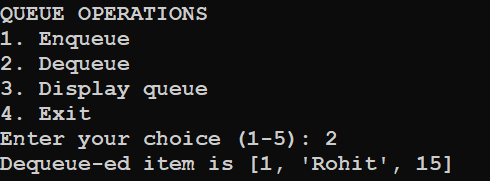 QUEUE OPERATIONS
1. Enqueue
2. Dequeue
3. Display queue
4. Exit
Enter your choice (1-5): 2
Dequeue-ed item is [1, 'Rohit', 15]